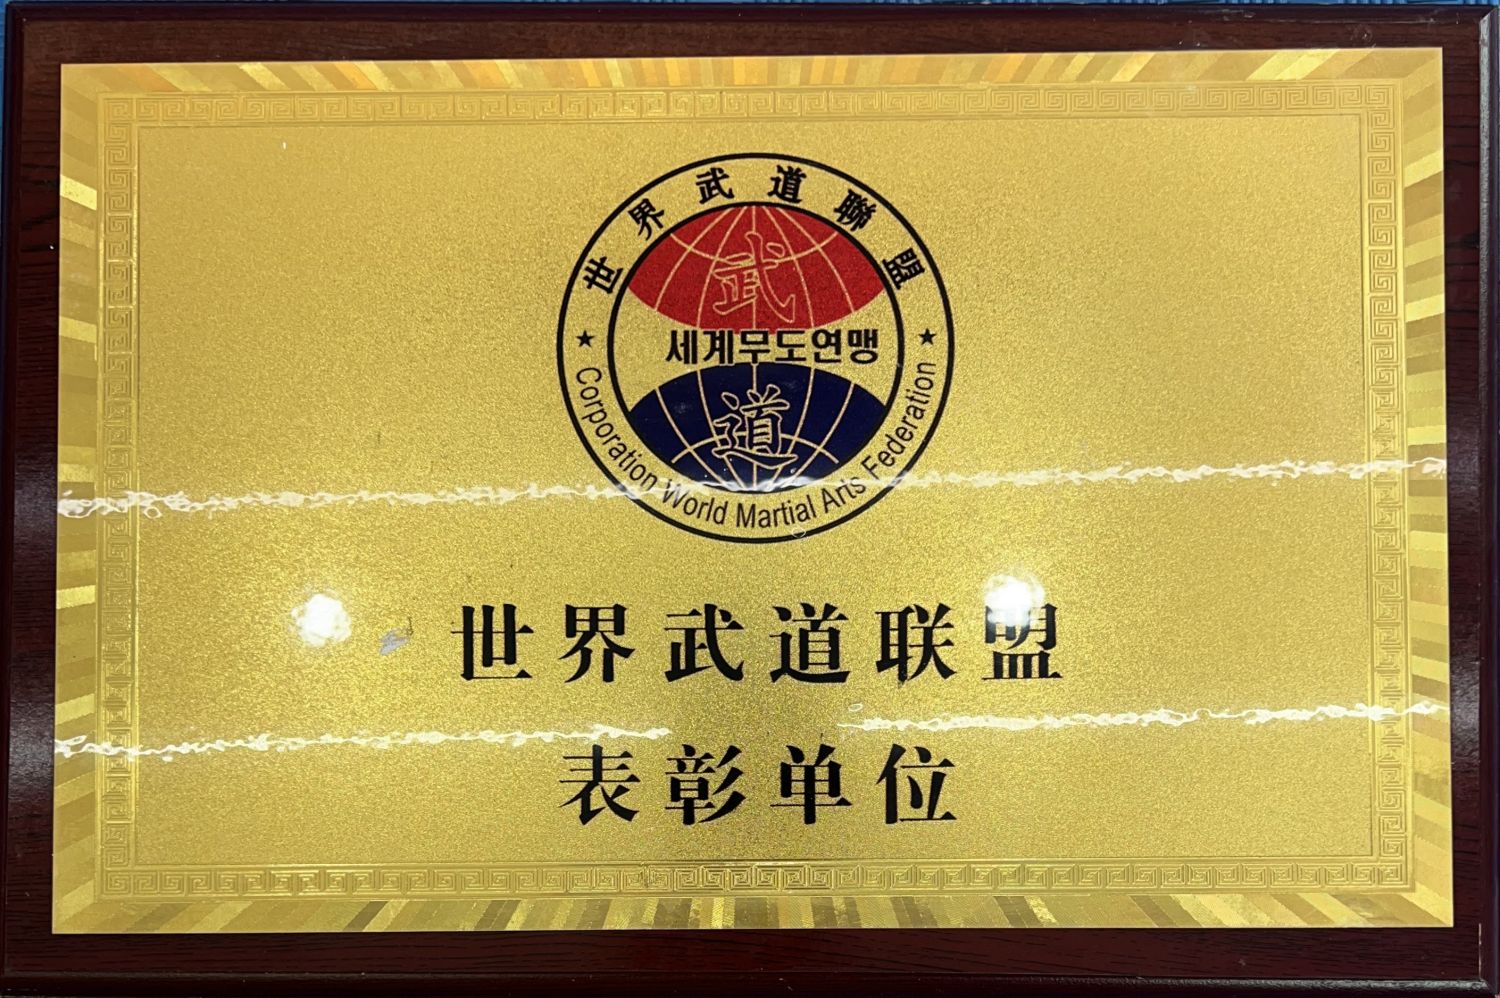 世界武道聯盟
武
세계무도연맹
道
★ Corporation World Martial Arts Federation ★
世界武道联盟
表彰单位